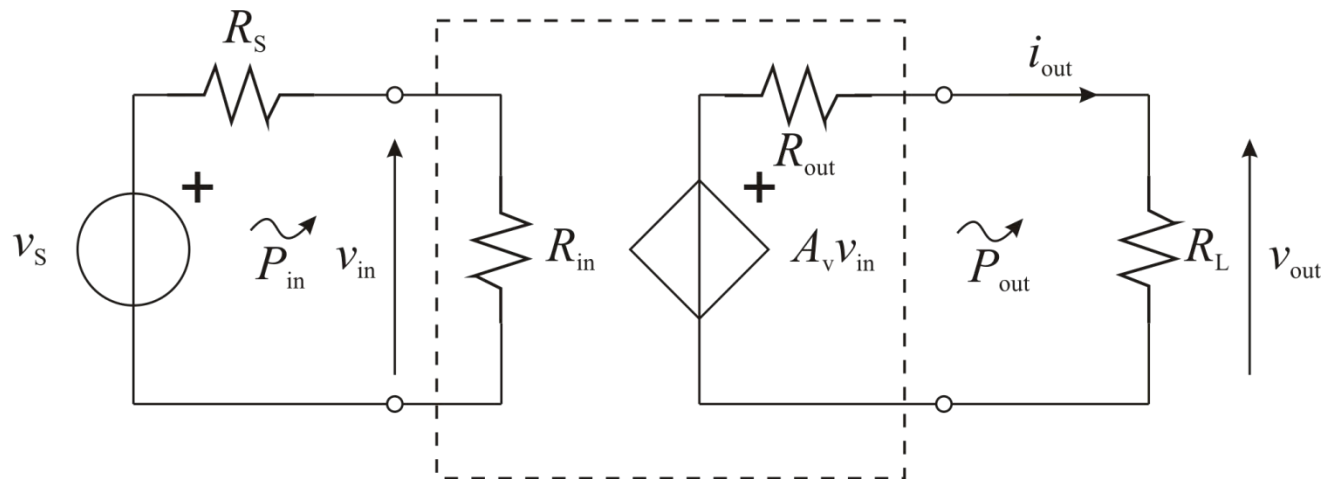 R_S
i_out
R_out
+
+
v_S
P_in
v_in
R_in
A_v v_in
P_out
R_L
v_out